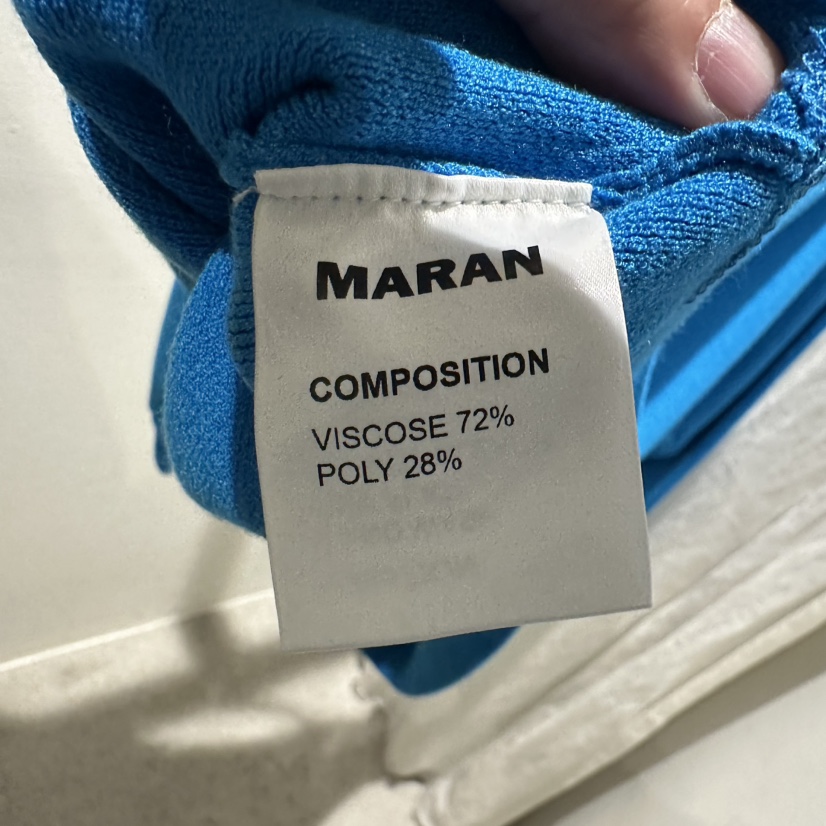 MARAN
COMPOSITION
VISCOSE 72%
POLY 28%